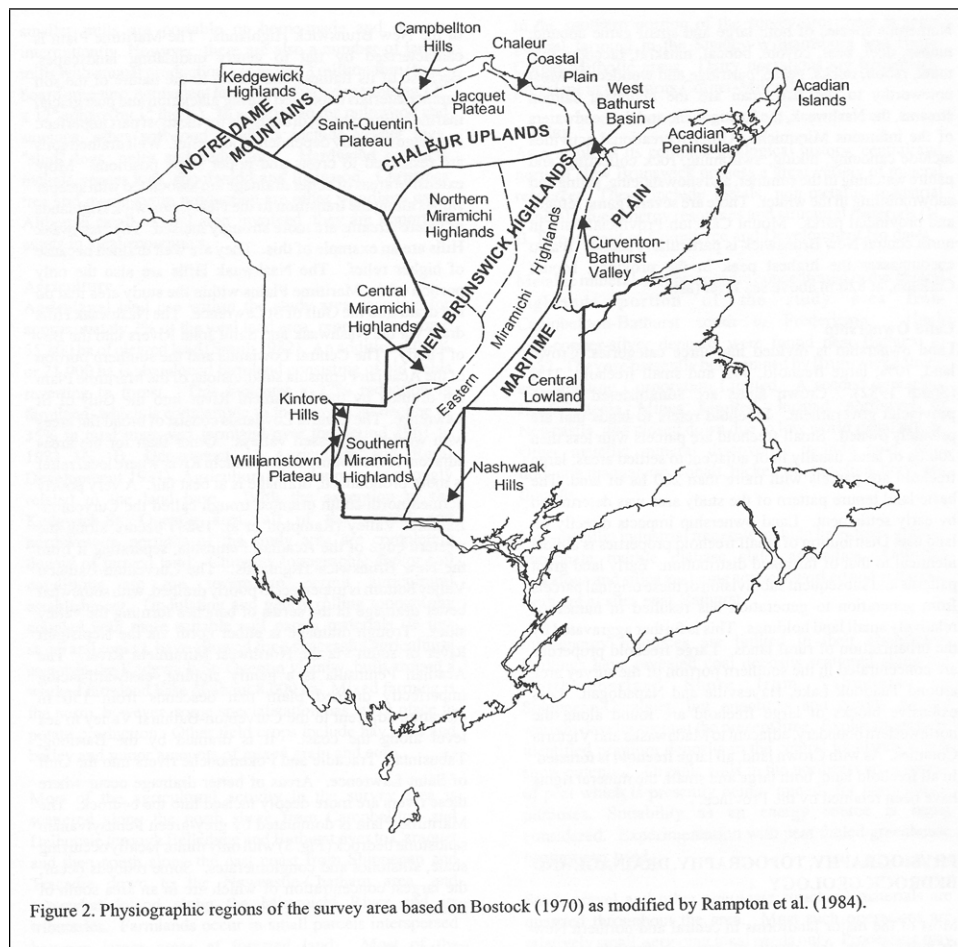 Campbellton
Hills
Chaleur
Coastal
Plain
Kedgewick
Highlands
NOTRE DAME
MOUNTAINS
Saint-Quentin
Plateau
Jacquet
Plateau
CHALEUR UPLANDS
West
Bathurst
Basin
Acadian
Islands
Acadian
Peninsula
Northern
Miramichi
Highlands
NEW BRUNSWICK HIGHLANDS
Eastern Miramichi Highlands
MARITIME PLAIN
Curventon-
Bathurst
Valley
Central
Miramichi
Highlands
Central
Lowland
Kintore
Hills
Williamstown
Plateau
Southern
Miramichi
Highlands
Nashwaak
Hills
Figure 2. Physiographic regions of the survey area based on Bostock (1970) as modified by Rampton et al. (1984).